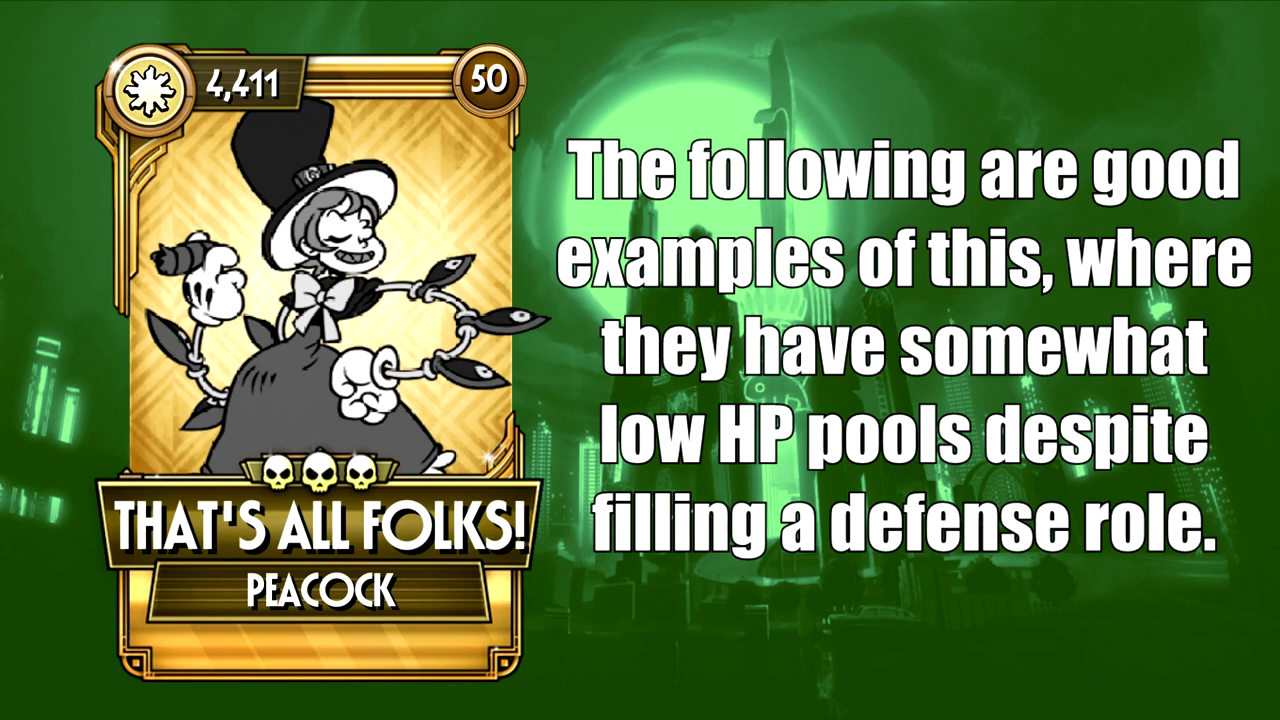 4,411
50
THAT'S ALL FOLKS!
PEACOCK
The following are good
examples of this, where
they have somewhat
low HP pools despite
filling a defense role.